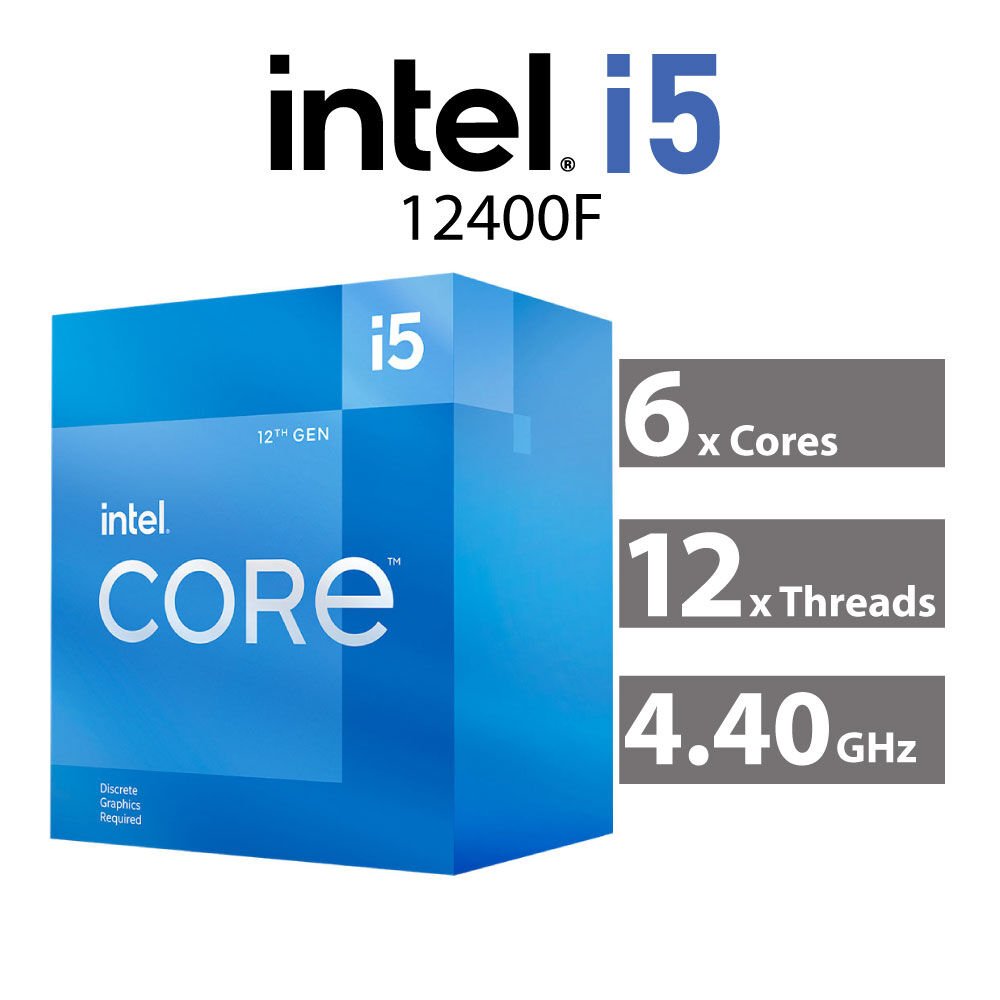 intel® i5
12400F
i5
12TH GEN
intel.
CORe™
Discrete
Graphics
Required
6 x Cores
12 x Threads
4.40 GHz